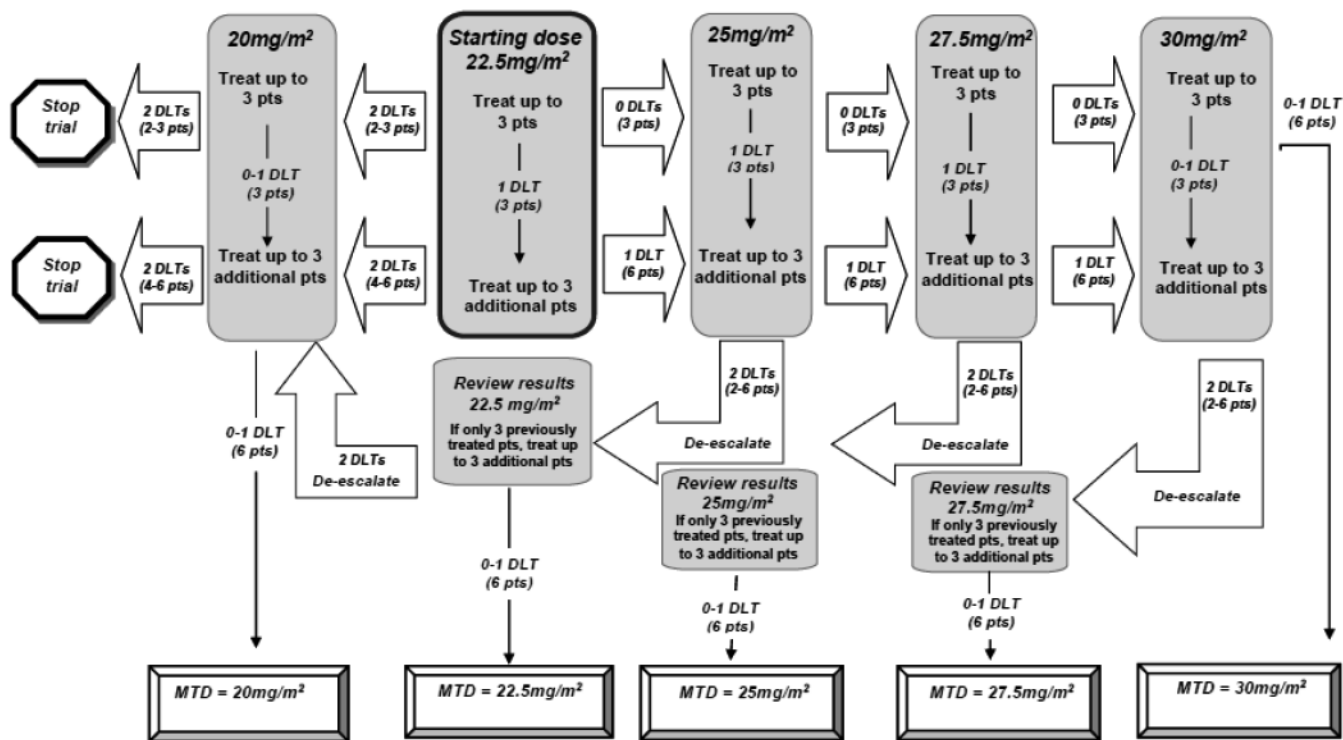 20mg/m²
Treat up to
3 pts
0-1 DLT
(3 pts)
Treat up to 3
additional pts
Starting dose
22.5mg/m²
Treat up to
3 pts
1 DLT
(3 pts)
Treat up to 3
additional pts
25mg/m²
Treat up to
3 pts
1 DLT
(3 pts)
Treat up to 3
additional pts
27.5mg/m²
Treat up to
3 pts
1 DLT
(3 pts)
Treat up to 3
additional pts
30mg/m²
Treat up to
3 pts
0-1 DLT
(3 pts)
Treat up to 3
additional pts
Stop
trial
2 DLTs
(2-3 pts)
2 DLTs
(2-3 pts)
0 DLTs
(3 pts)
0 DLTs
(3 pts)
0 DLTs
(3 pts)
0-1 DLT
(6 pts)
Stop
trial
2 DLTs
(4-6 pts)
2 DLTs
(4-6 pts)
1 DLT
(6 pts)
1 DLT
(6 pts)
1 DLT
(6 pts)
0-1 DLT
(6 pts)
2 DLTs
De-escalate
Review results
22.5 mg/m²
If only 3 previously
treated pts, treat up
to 3 additional pts
2 DLTs
(2-6 pts)
De-escalate
2 DLTs
(2-6 pts)
De-escalate
2 DLTs
(2-6 pts)
De-escalate
Review results
25mg/m²
If only 3 previously
treated pts, treat up
to 3 additional pts
Review results
27.5mg/m²
If only 3 previously
treated pts, treat up
to 3 additional pts
0-1 DLT
(6 pts)
0-1 DLT
(6 pts)
0-1 DLT
(6 pts)
MTD = 20mg/m²
MTD = 22.5mg/m²
MTD = 25mg/m²
MTD = 27.5mg/m²
MTD = 30mg/m²